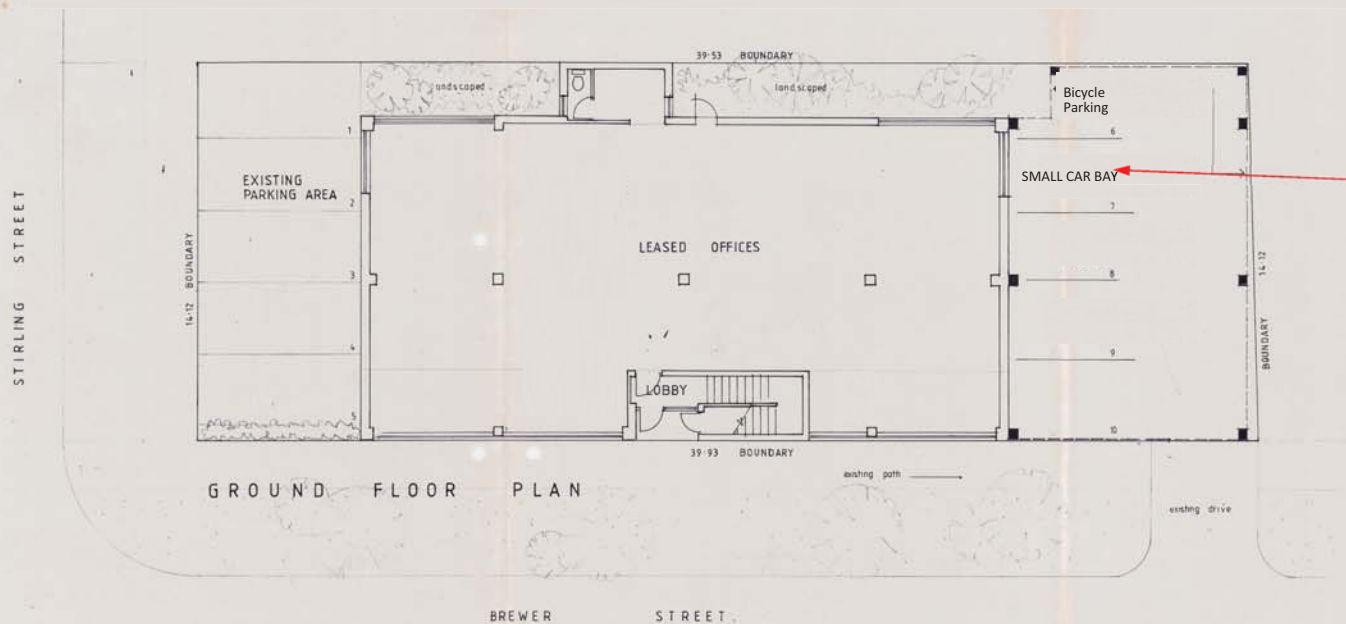 39·53 BOUNDARY
landscaped
landscaped
Bicycle
Parking
1
6
EXISTING
PARKING AREA
SMALL CAR BAY
2
7
STIRLING STREET
14·12 BOUNDARY
LEASED OFFICES
3
8
14·12 BOUNDARY
4
9
LOBBY
5
10
39·93 BOUNDARY
existing path
GROUND FLOOR PLAN
existing drive
BREWER STREET.